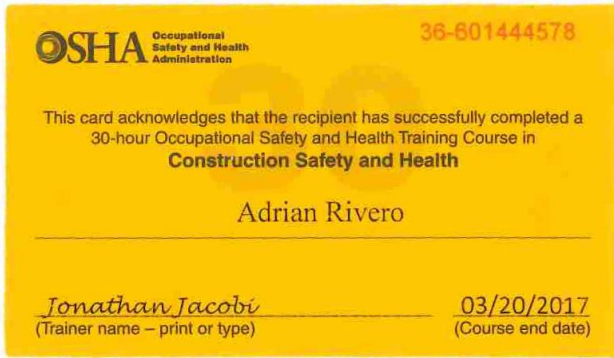 OSHA Occupational
Safety and Health
Administration
36-601444578
30
This card acknowledges that the recipient has successfully completed a
30-hour Occupational Safety and Health Training Course in
Construction Safety and Health
Adrian Rivero
Jonathan Jacobi
03/20/2017
(Trainer name – print or type)
(Course end date)